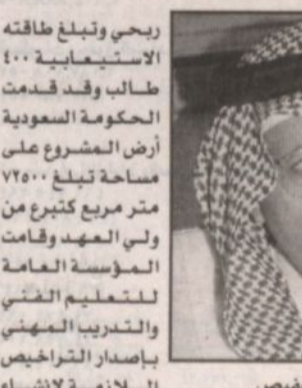 ربحي وتبلغ طاقته
الاستيعابية ٤٠٠
طالب وقد قدمت
الحكومة السعودية
أرض المشروع على
مساحة تبلغ ٧٢٥٠٠
متر مربع كتبرع من
ولي العهد وقامت
المؤسسة العامة
للتعليم الفني
والتدريب المهني
بإصدار التراخيص